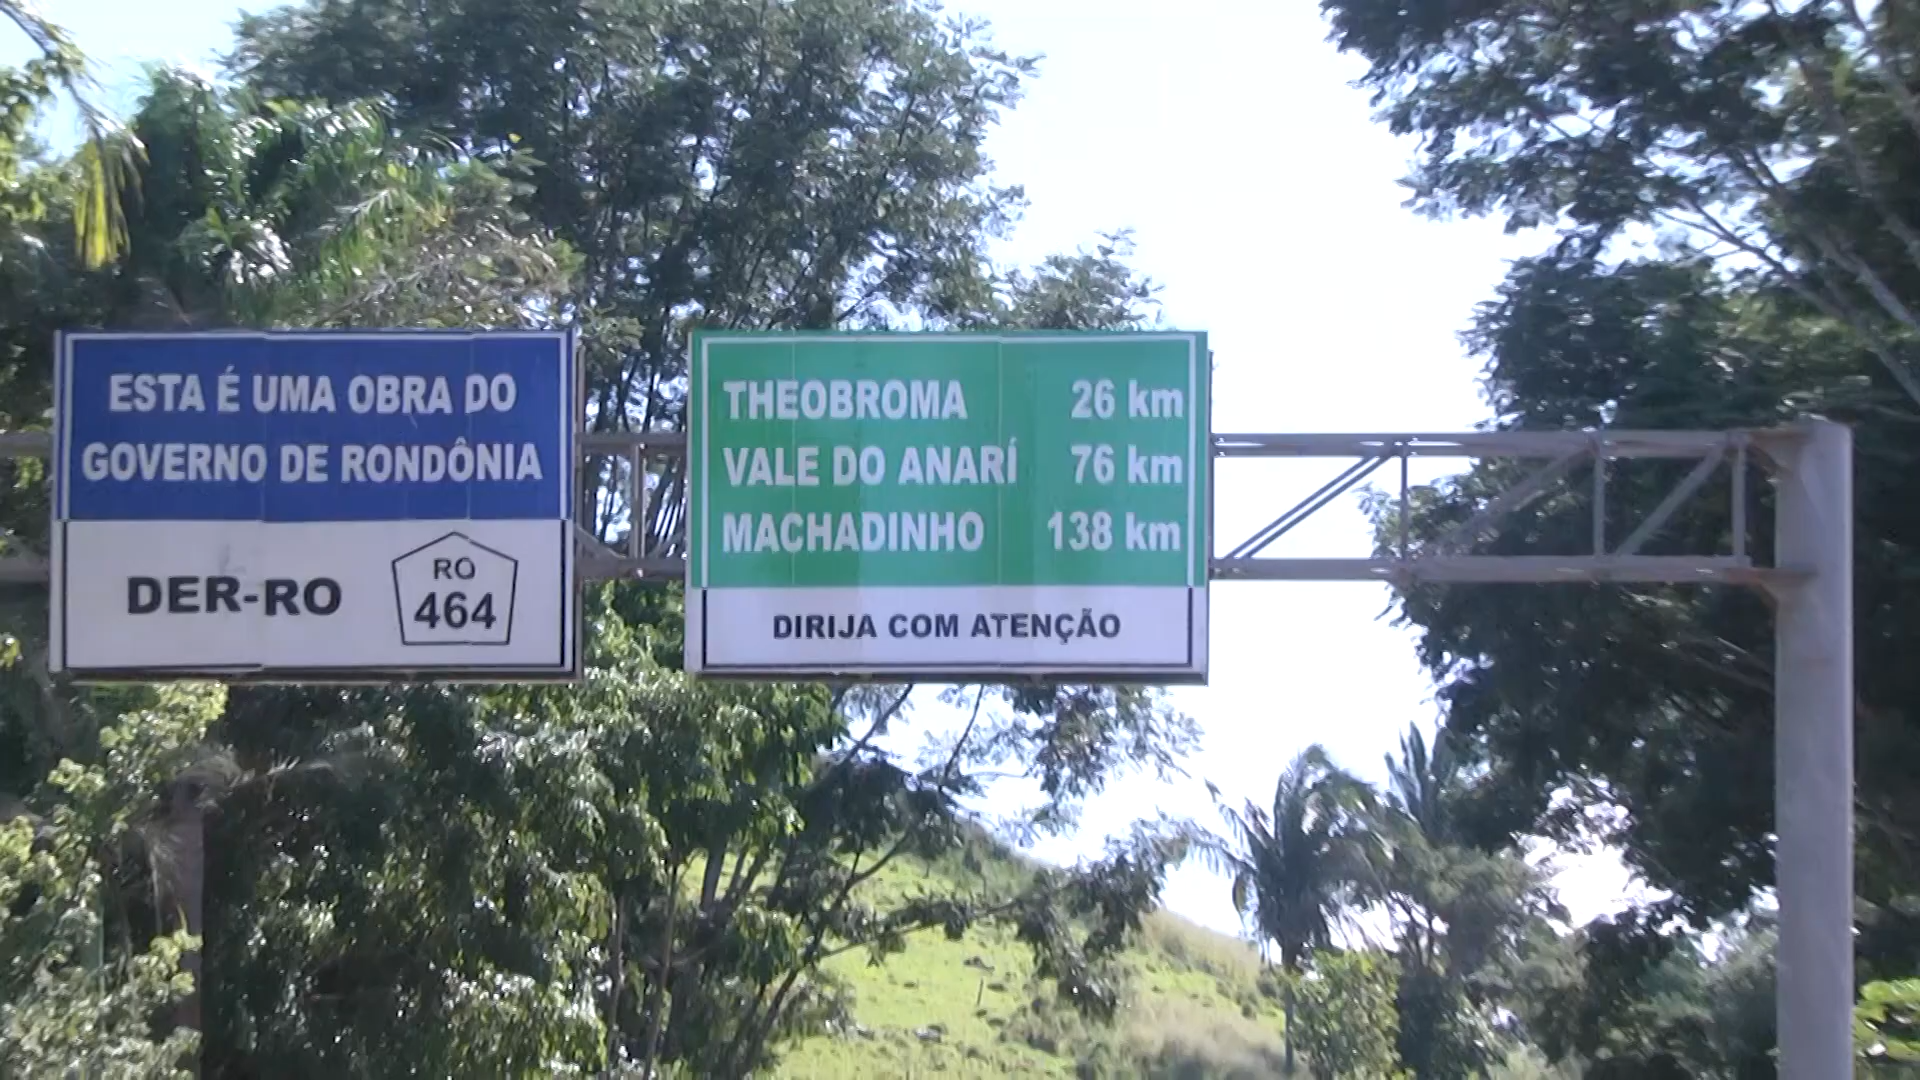 ESTA É UMA OBRA DO
GOVERNO DE RONDÔNIA
DER-RO
RO
464
THEOBROMA 26 km
VALE DO ANARÍ 76 km
MACHADINHO 138 km
DIRIJA COM ATENÇÃO